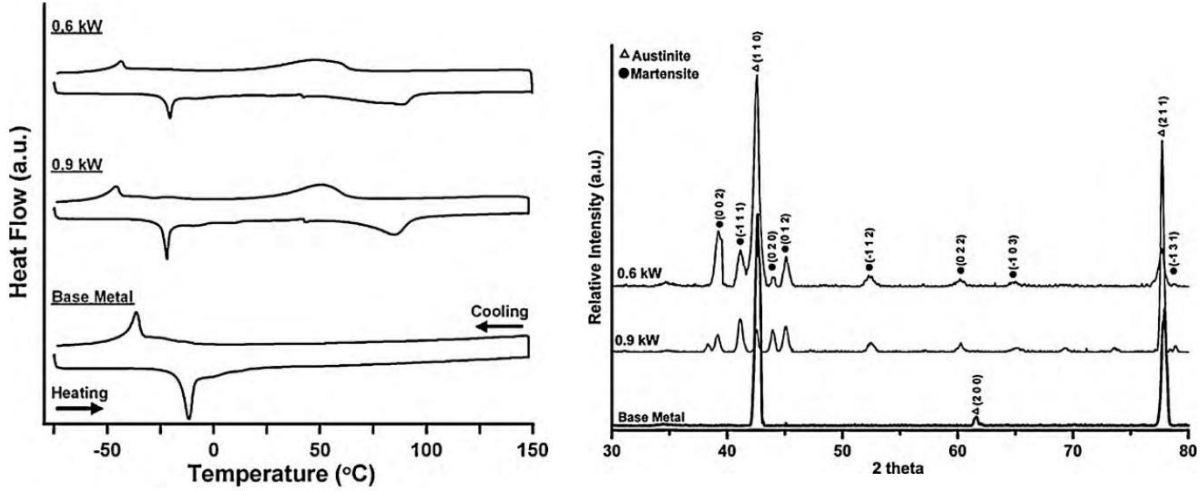 0.6 kW
0.9 kW
Base Metal
Cooling
Heating
Heat Flow (a.u.)
-50 0 50 100 150
Temperature (oC)
△ Austinite
● Martensite
△ (1 1 0)
△ (2 1 1)
● (0 0 2)
● (-1 1 1)
● (0 2 0)
● (0 1 2)
● (-1 1 2)
● (0 2 2)
● (-1 0 3)
● (-1 3 1)
0.6 kW
0.9 kW
△ (2 0 0)
Base Metal
Relative Intensity (a.u.)
30 40 50 60 70 80
2 theta